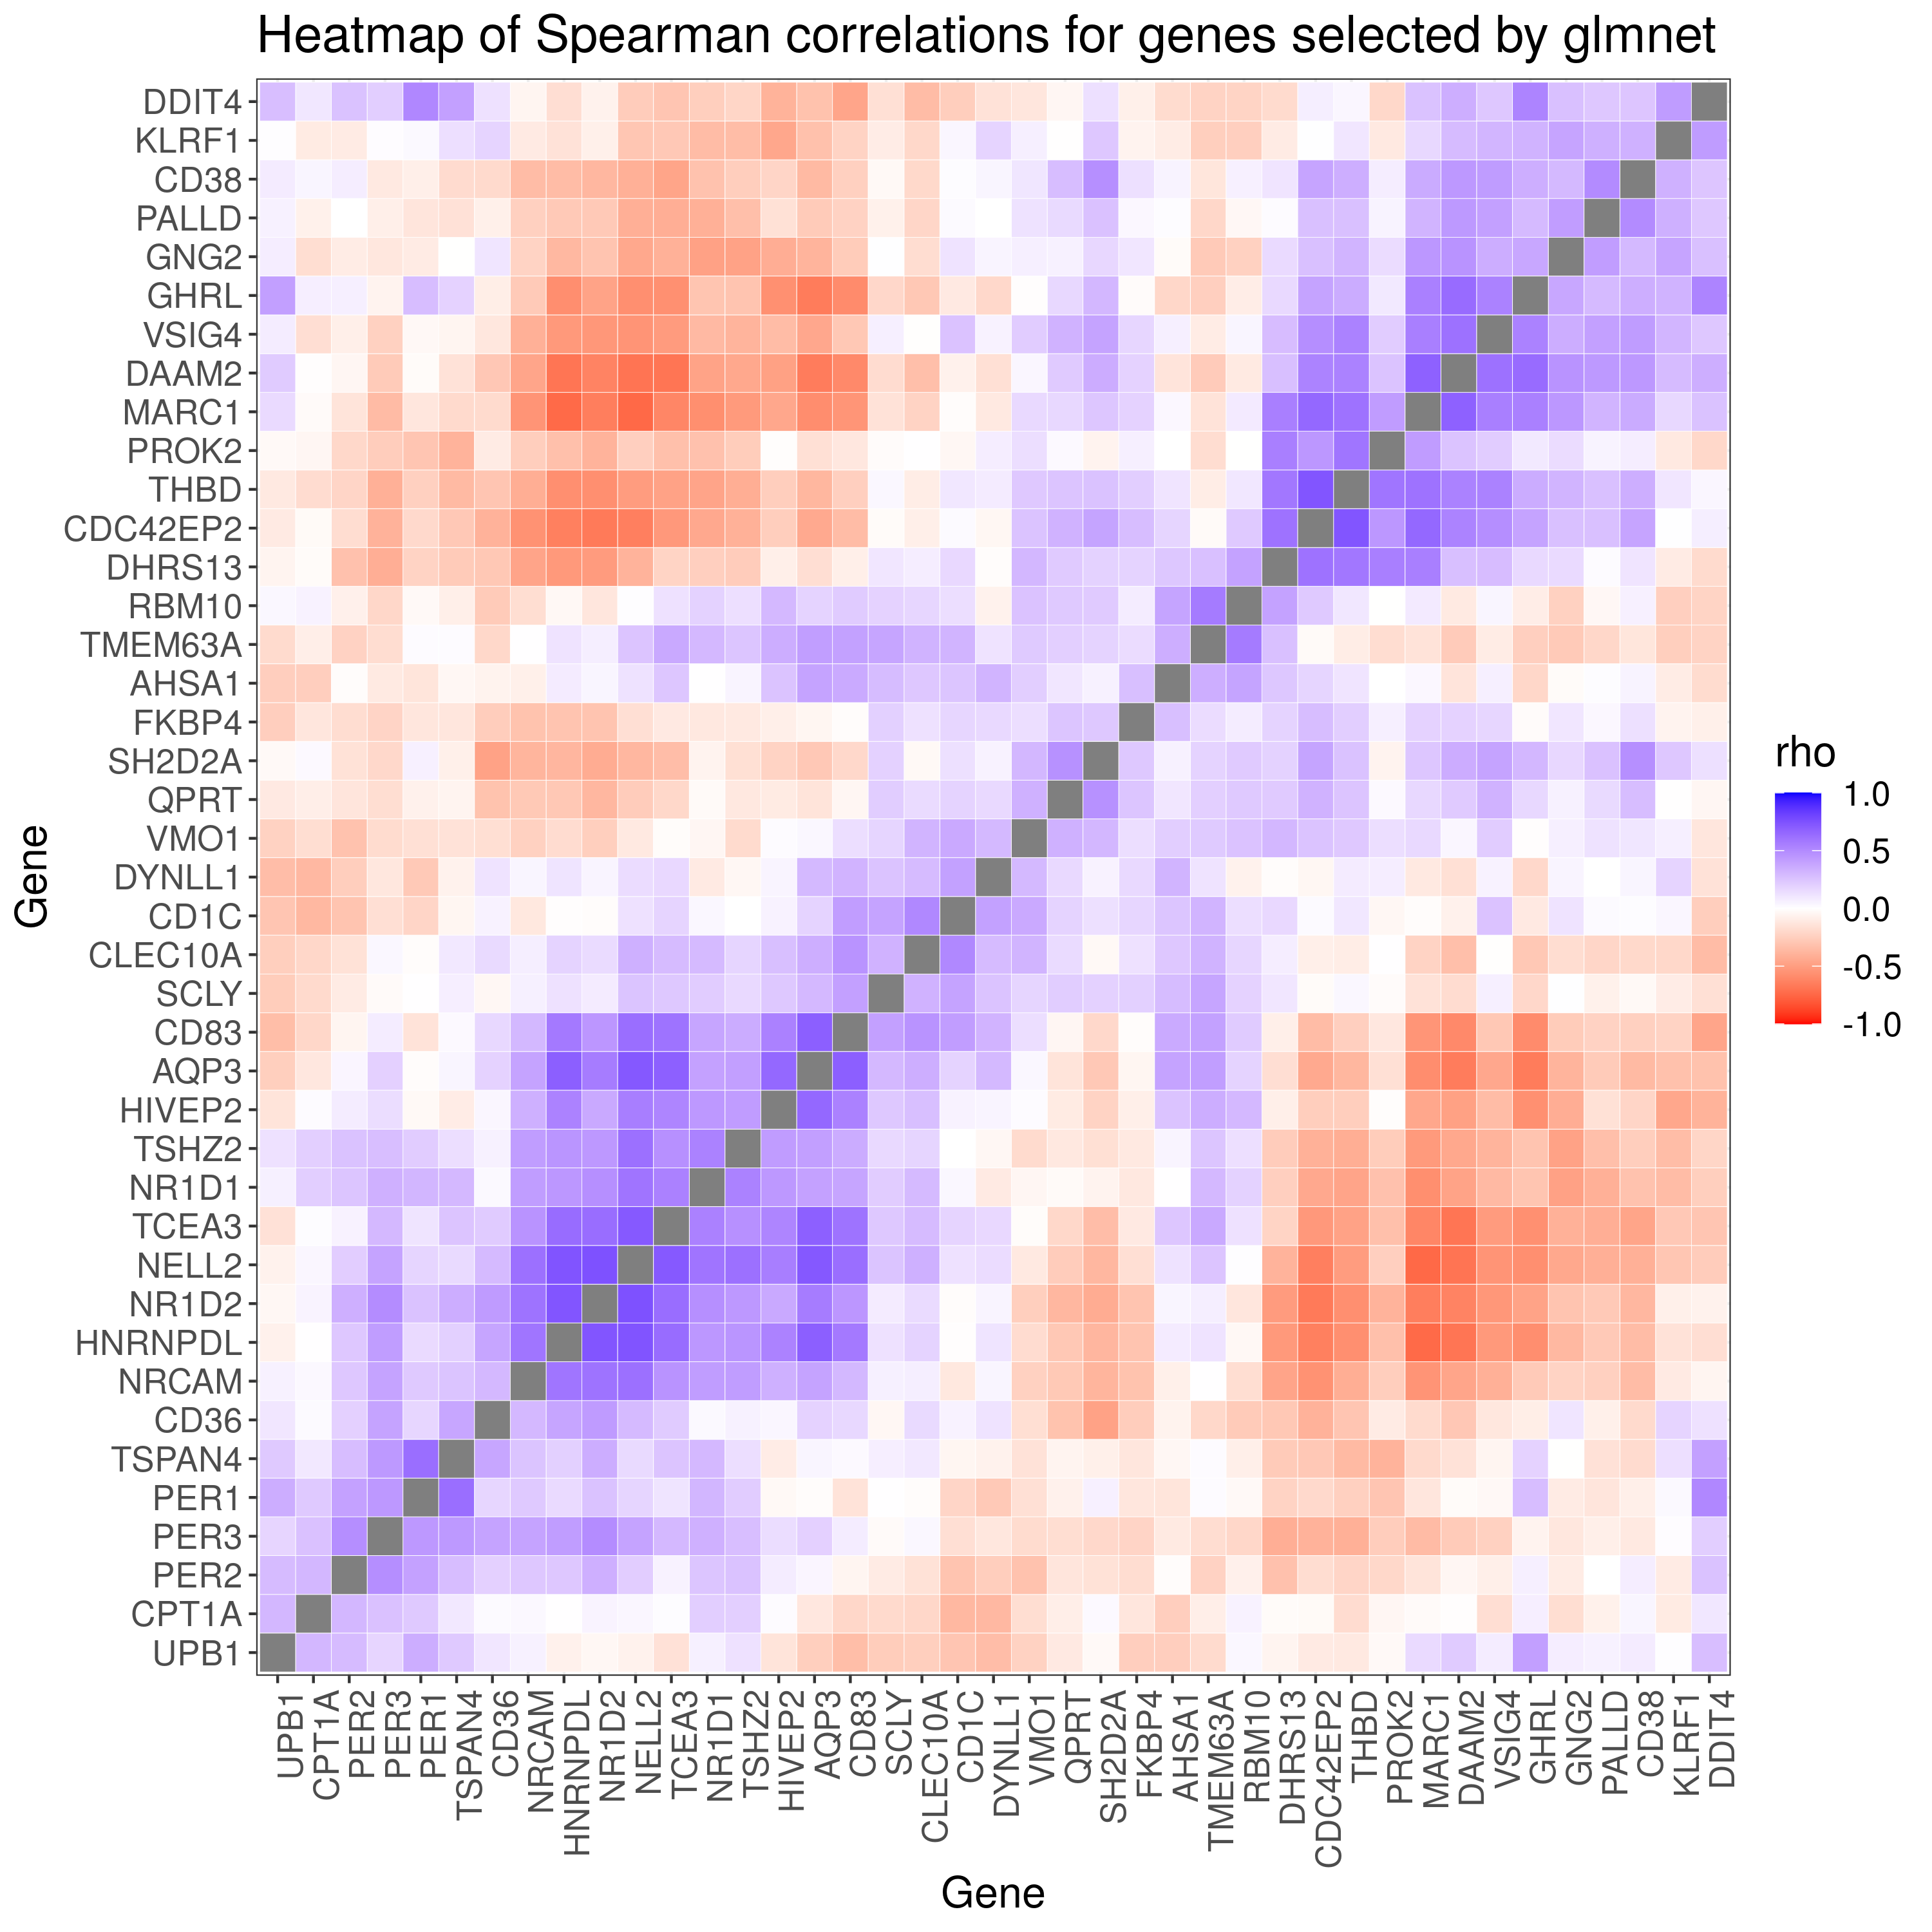 Heatmap of Spearman correlations for genes selected by glmnet
DDIT4
KLRF1
CD38
PALLD
GNG2
GHRL
VSIG4
DAAM2
MARC1
PROK2
THBD
CDC42EP2
DHRS13
RBM10
TMEM63A
AHSA1
FKBP4
SH2D2A
QPRT
VMO1
DYNLL1
CD1C
CLEC10A
SCLY
CD83
AQP3
HIVEP2
TSHZ2
NR1D1
TCEA3
NELL2
NR1D2
HNRNPDL
NRCAM
CD36
TSPAN4
PER1
PER3
PER2
CPT1A
UPB1
Gene
UPB1
CPT1A
PER2
PER3
PER1
TSPAN4
CD36
NRCAM
HNRNPDL
NR1D2
NELL2
TCEA3
NR1D1
TSHZ2
HIVEP2
AQP3
CD83
SCLY
CLEC10A
CD1C
DYNLL1
VMO1
QPRT
SH2D2A
FKBP4
AHSA1
TMEM63A
RBM10
DHRS13
CDC42EP2
THBD
PROK2
MARC1
DAAM2
VSIG4
GHRL
GNG2
PALLD
CD38
KLRF1
DDIT4
Gene
rho
1.0
0.5
0.0
-0.5
-1.0